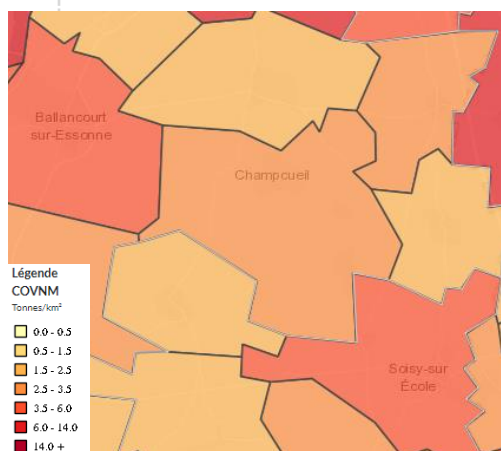 Ballancourt
sur-Essonne
Champcueil
Légende
COVNM
Tonnes/km²
0.0 - 0.5
0.5 - 1.5
1.5 - 2.5
2.5 - 3.5
3.5 - 6.0
6.0 - 14.0
14.0 +
Soisy-sur
École